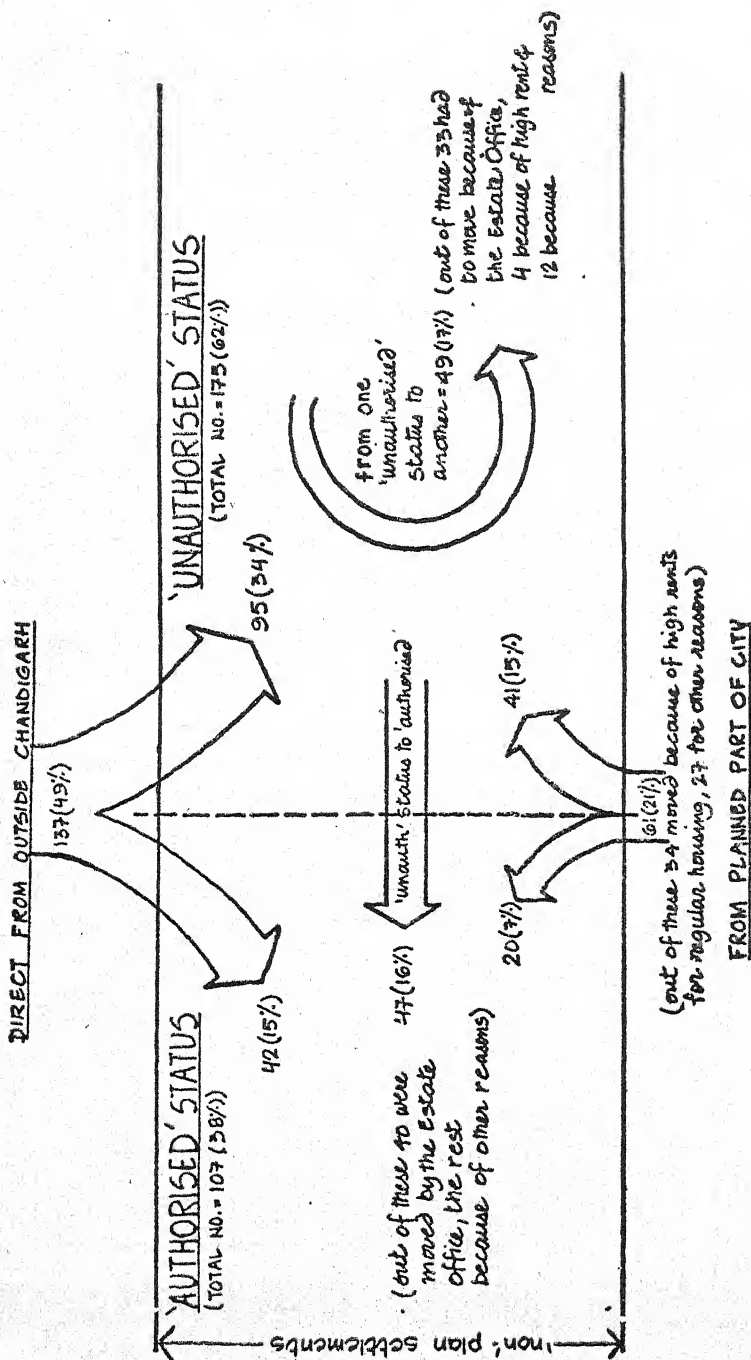 DIRECT FROM OUTSIDE CHANDIGARH
137(49%)
'AUTHORISED' STATUS
(TOTAL NO.=107(38%))
'UNAUTHORISED' STATUS
(TOTAL NO.=175(62%))
42(15%)
95(34%)
'non', plan settlements
(out of these 40 were
moved by the Estate
office, the rest
because of other reasons)
47(16%)
'unauth' status to 'authorised'
from one
'unauthorised'
status to
another=49(17%)
(out of these 33 had
to move because of
the Estate Office,
4 because of high rent &
12 because reasons)
20(7%)
41(15%)
61(21%)
(out of these 34 moved because of high rents
for regular housing, 27 for other reasons)
FROM PLANNED PART OF CITY